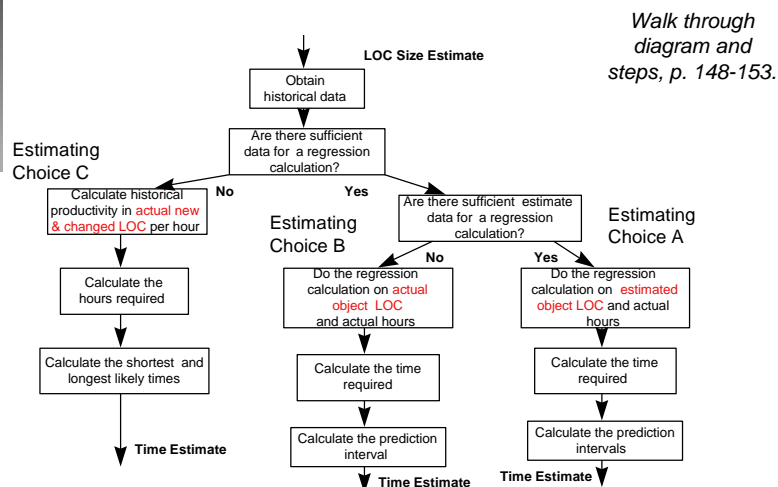 Walk through
diagram and
steps, p. 148-153.
LOC Size Estimate
Obtain
historical data
Are there sufficient
data for a regression
calculation?
Estimating
Choice C
No
Yes
Calculate historical
productivity in actual new
& changed LOC per hour
Calculate the
hours required
Calculate the shortest and
longest likely times
Time Estimate
Are there sufficient estimate
data for a regression
calculation?
Estimating
Choice B
No
Do the regression
calculation on actual
object LOC
and actual hours
Calculate the time
required
Calculate the prediction
interval
Time Estimate
Estimating
Choice A
Yes
Do the regression
calculation on estimated
object LOC and actual
hours
Calculate the time
required
Calculate the prediction
intervals
Time Estimate